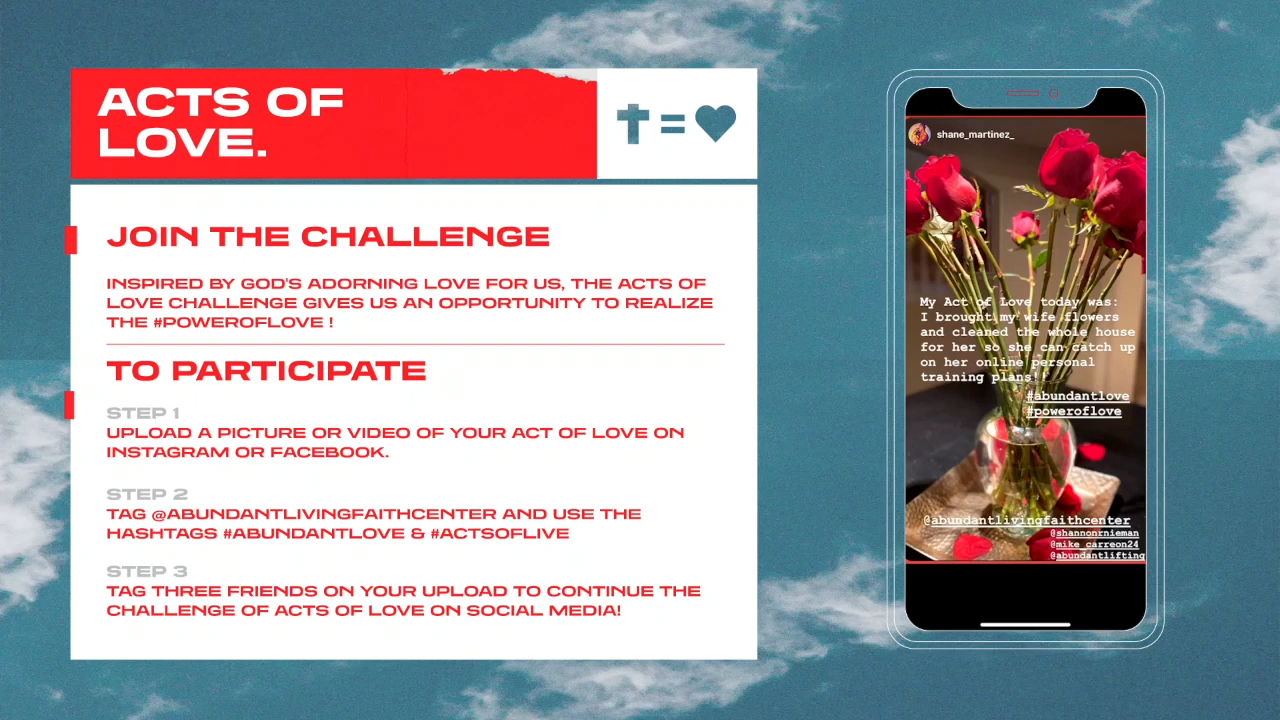 ACTS OF
LOVE.
JOIN THE CHALLENGE
INSPIRED BY GOD'S ADORNING LOVE FOR US, THE ACTS OF
LOVE CHALLENGE GIVES US AN OPPORTUNITY TO REALIZE
THE #POWEROFLOVE !
TO PARTICIPATE
STEP 1
UPLOAD A PICTURE OR VIDEO OF YOUR ACT OF LOVE ON
INSTAGRAM OR FACEBOOK.
STEP 2
TAG @ABUNDANTLIVINGFAITHCENTER AND USE THE
HASHTAGS #ABUNDANTLOVE & #ACTSOFLIVE
STEP 3
TAG THREE FRIENDS ON YOUR UPLOAD TO CONTINUE THE
CHALLENGE OF ACTS OF LOVE ON SOCIAL MEDIA!
shane_martinez_
My Act of Love today was:
I brought my wife flowers
and cleaned the whole house
for her so she can catch up
on her online personal
training plans!!
#abundantlove
#poweroflove
@abundantlivingfaithcenter
@shannonrnieman
@mike_carreon24
@abundantlifting